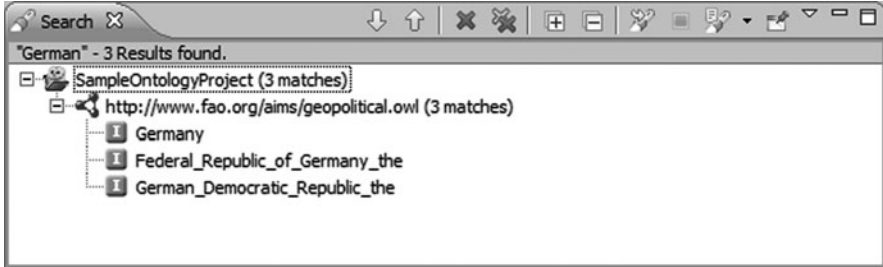 Search
"German" - 3 Results found.
SampleOntologyProject (3 matches)
http://www.fao.org/aims/geopolitical.owl (3 matches)
I Germany
I Federal_Republic_of_Germany_the
I German_Democratic_Republic_the